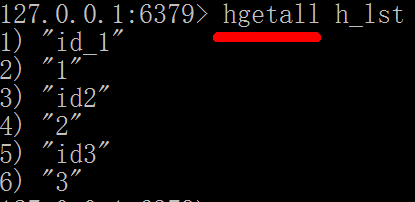 127.0.0.1:6379> hgetall h_lst
1) "id_1"
2) "1"
3) "id2"
4) "2"
5) "id3"
6) "3"